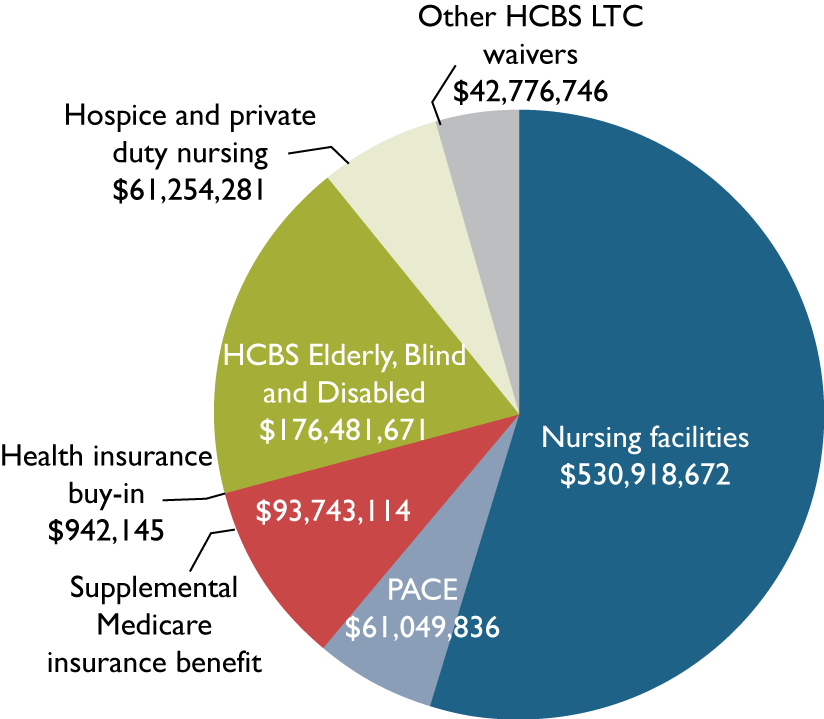 Other HCBS LTC
waivers
$42,776,746
Hospice and private
duty nursing
$61,254,281
HCBS Elderly, Blind
and Disabled
$176,481,671
Nursing facilities
$530,918,672
Health insurance
buy-in
$942,145
$93,743,114
Supplemental
Medicare
insurance benefit
PACE
$61,049,836